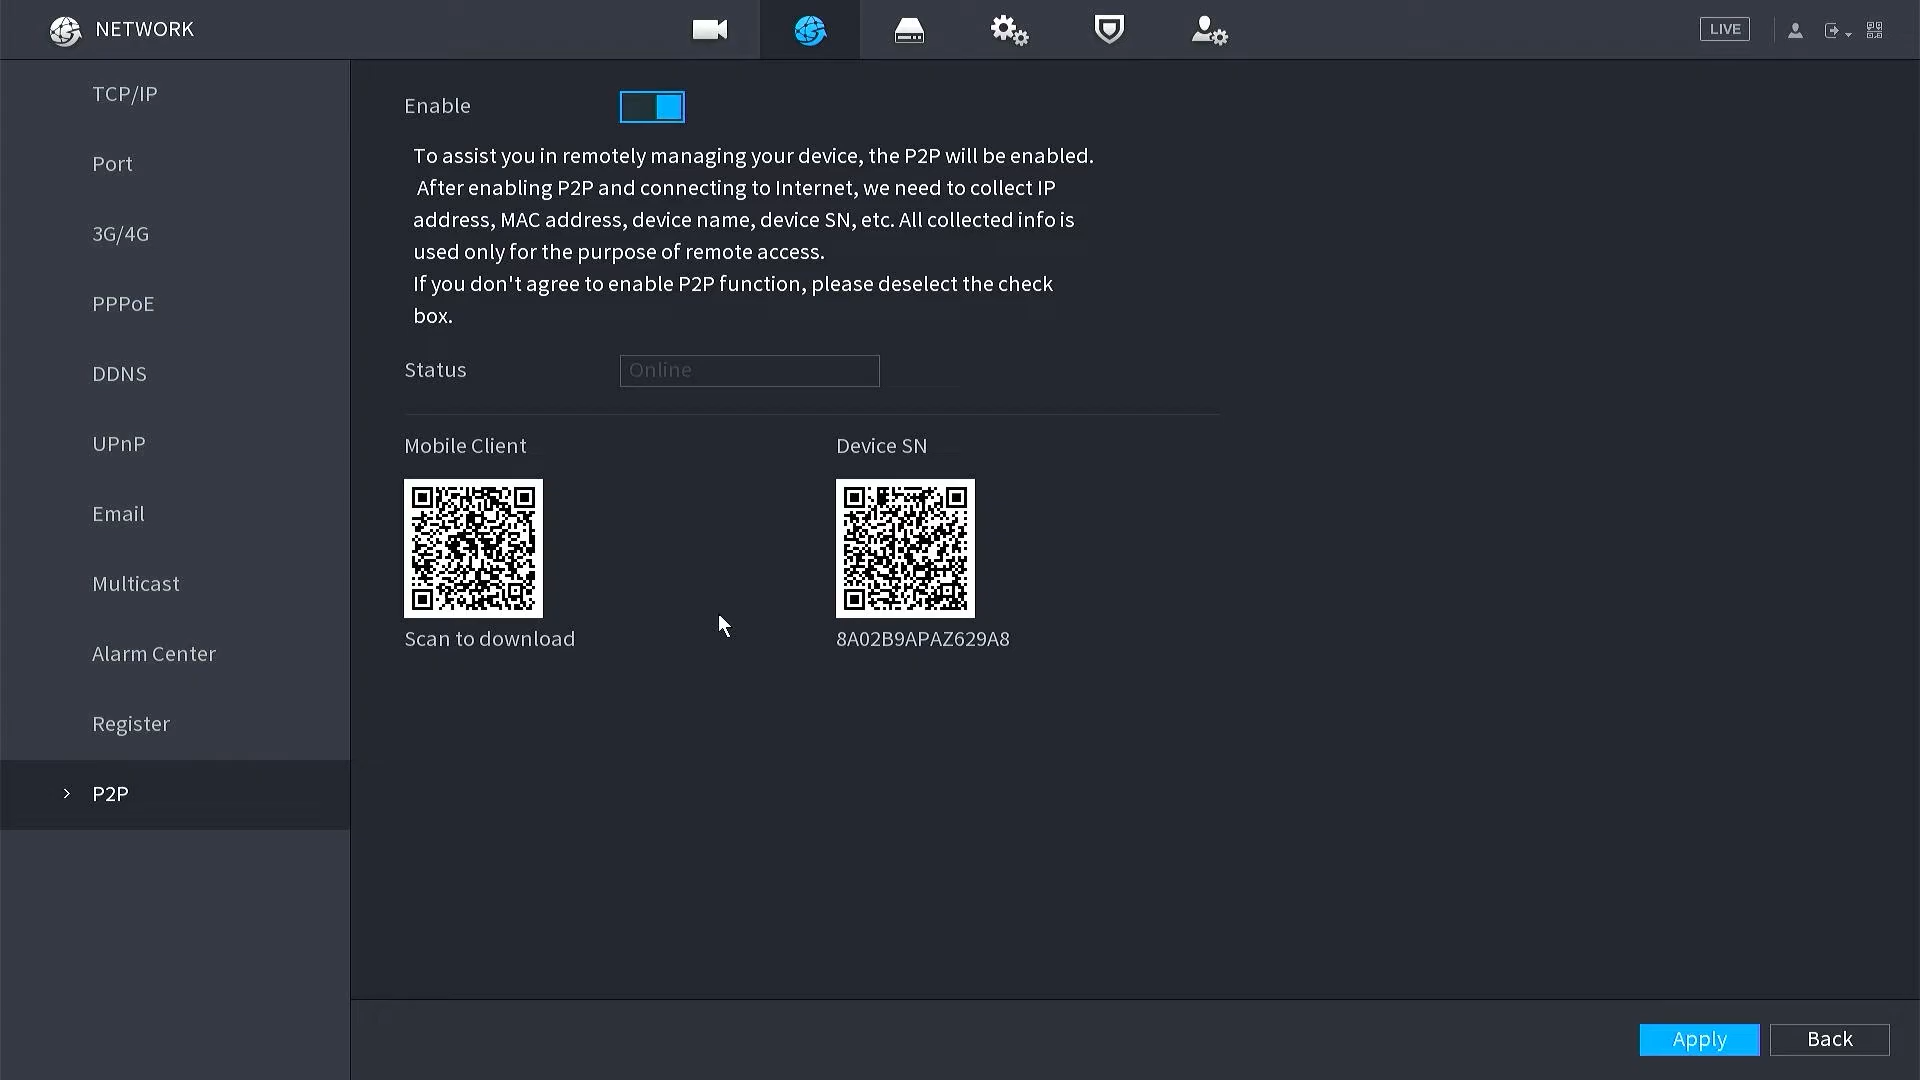 NETWORK
LIVE
TCP/IP
Port
3G/4G
PPPoE
DDNS
UPnP
Email
Multicast
Alarm Center
Register
P2P
Enable
To assist you in remotely managing your device, the P2P will be enabled.
After enabling P2P and connecting to Internet, we need to collect IP
address, MAC address, device name, device SN, etc. All collected info is
used only for the purpose of remote access.
If you don't agree to enable P2P function, please deselect the check
box.
Status
Online
Mobile Client
Device SN
Scan to download
8A02B9APAZ629A8
Apply
Back